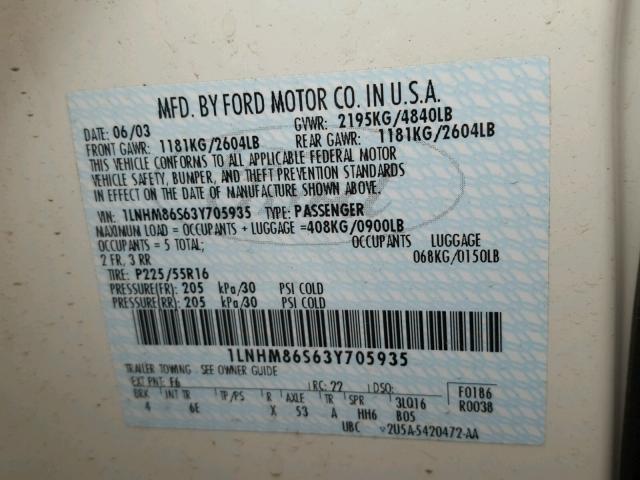 MFD. BY FORD MOTOR CO. IN U.S.A.
DATE: 06/03 GVWR: 2195KG/4840LB
FRONT GAWR: 1181KG/2604LB REAR GAWR: 1181KG/2604LB
THIS VEHICLE CONFORMS TO ALL APPLICABLE FEDERAL MOTOR
VEHICLE SAFETY, BUMPER, AND THEFT PREVENTION STANDARDS
IN EFFECT ON THE DATE OF MANUFACTURE SHOWN ABOVE.
VIN: 1LNHM86S63Y705935 TYPE: PASSENGER
MAXIMUM LOAD = OCCUPANTS + LUGGAGE = 408KG/0900LB
OCCUPANTS = 5 TOTAL; OCCUPANTS LUGGAGE
2 FR, 3 RR 068KG/0150LB
TIRE: P225/55R16
PRESSURE(FR): 205 kPa/30 PSI COLD
PRESSURE(RR): 205 kPa/30 PSI COLD
1LNHM86S63Y705935
TRAILER TOWING - SEE OWNER GUIDE
EXT PNT: F6 RC: 22 DSO: F0186
BRK INT TR TP/PS R AXLE TR SPR 3L016 R0038
4 6E X 53 A HH6 B05
UBC 2U5A-5420472-AA